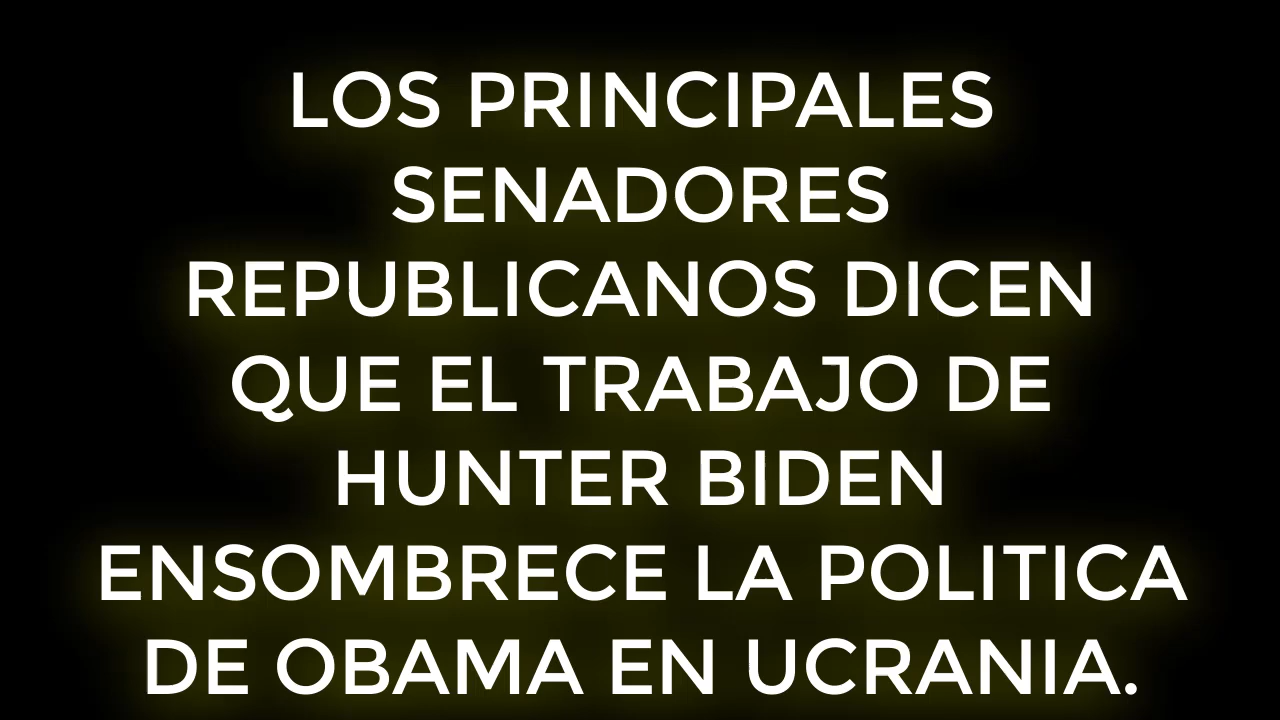 LOS PRINCIPALES
SENADORES
REPUBLICANOS DICEN
QUE EL TRABAJO DE
HUNTER BIDEN
ENSOMBRECE LA POLITICA
DE OBAMA EN UCRANIA.